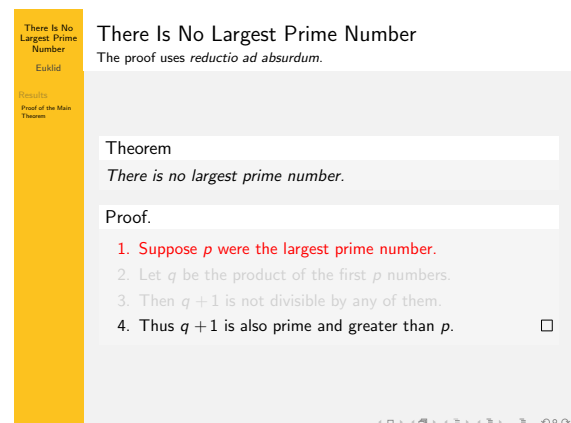 There Is No
Largest Prime
Number
Euklid
Results
Proof of the Main
Theorem
There Is No Largest Prime Number
The proof uses reductio ad absurdum.
Theorem
There is no largest prime number.
Proof.
1. Suppose p were the largest prime number.
2. Let q be the product of the first p numbers.
3. Then q + 1 is not divisible by any of them.
4. Thus q + 1 is also prime and greater than p.